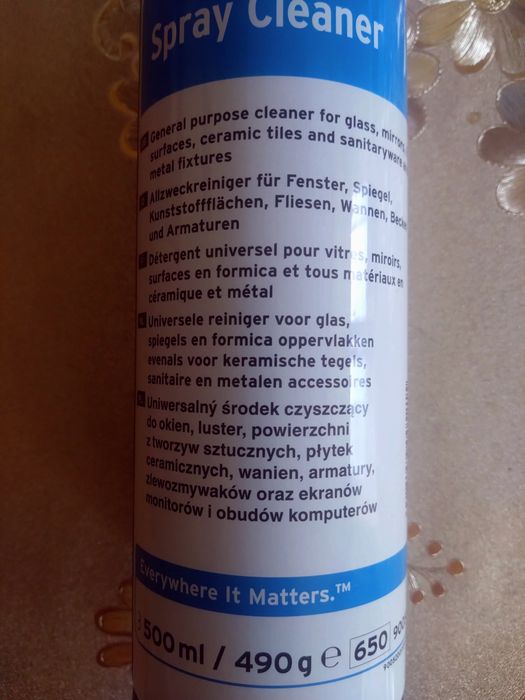 Spray Cleaner
General purpose cleaner for glass, mirrors,
surfaces, ceramic tiles and sanitaryware
metal fixtures
Allzweckreiniger für Fenster, Spiegel,
Kunststoffflächen, Fliesen, Wannen,
und Armaturen
Détergent universel pour vitres, miroirs,
surfaces en formica et tous matériaux en
céramique et métal
Universele reiniger voor glas,
spiegels en formica oppervlakken
evenals voor keramische tegels,
sanitaire en metalen accessoires
Uniwersalny środek czyszczący
do okien, luster, powierzchni
z tworzyw sztucznych, płytek
ceramicznych, wanien, armatury,
zlewozmywaków oraz ekranów
monitorów i obudów komputerów
Everywhere It Matters.™
500 ml / 490 g ℮ 650